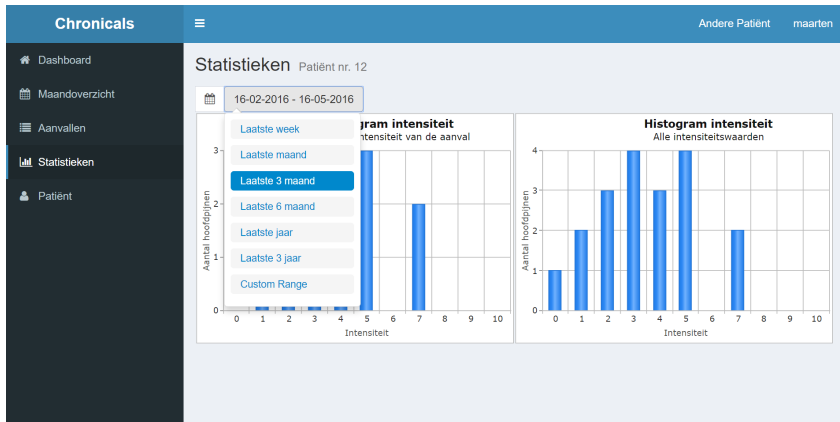 Chronicals
Andere Patiënt maarten
Dashboard
Maandoverzicht
Aanvallen
Statistieken
Patiënt
Statistieken Patiënt nr. 12
16-02-2016 - 16-05-2016
Laatste week
Laatste maand
Laatste 3 maand
Laatste 6 maand
Laatste jaar
Laatste 3 jaar
Custom Range
gram intensiteit
ntensiteit van de aanval
Aantal hoofdpijnen
3
2
1
0
0 1 2 3 4 5 6 7 8 9 10
Intensiteit
Histogram intensiteit
Alle intensiteitswaarden
Aantal hoofdpijnen
4
3
2
1
0
0 1 2 3 4 5 6 7 8 9 10
Intensiteit